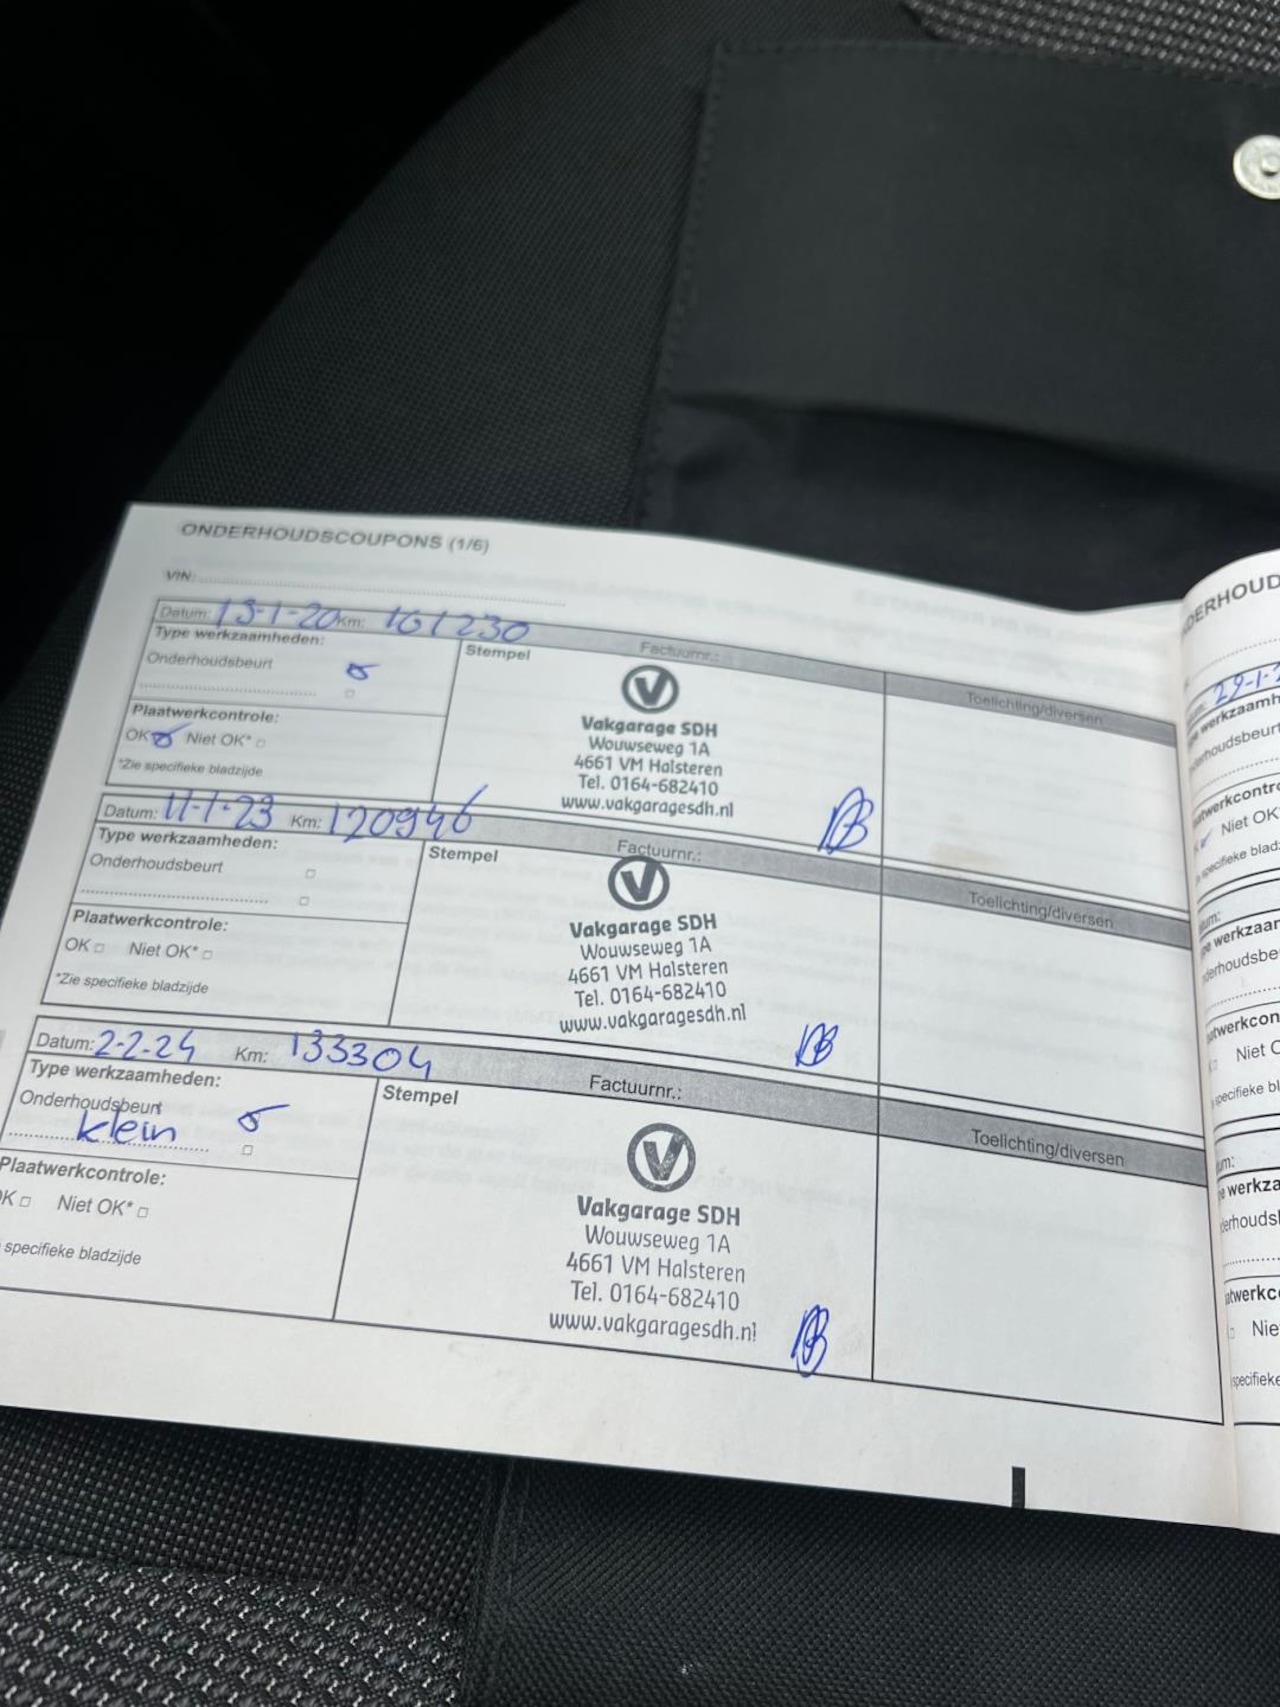 ONDERHOUDSCOUPONS (1/6)
VIN:
Datum: 13-1-20 Km: 101230 Factuurnr.:
Type werkzaamheden: Stempel Toelichting/diversen
Onderhoudsbeurt
Plaatwerkcontrole:
OK Niet OK*
*Zie specifieke bladzijde
Vakgarage SDH
Wouwseweg 1A
4661 VM Halsteren
Tel. 0164-682410
www.vakgaragesdh.nl
Datum: 11-1-23 Km: 120946 Factuurnr.:
Type werkzaamheden: Stempel Toelichting/diversen
Onderhoudsbeurt
Plaatwerkcontrole:
OK Niet OK*
*Zie specifieke bladzijde
Vakgarage SDH
Wouwseweg 1A
4661 VM Halsteren
Tel. 0164-682410
www.vakgaragesdh.nl
Datum: 2-2-24 Km: 133304 Factuurnr.:
Type werkzaamheden: Stempel Toelichting/diversen
Onderhoudsbeurt
klein
Plaatwerkcontrole:
OK Niet OK*
specifieke bladzijde
Vakgarage SDH
Wouwseweg 1A
4661 VM Halsteren
Tel. 0164-682410
www.vakgaragesdh.nl